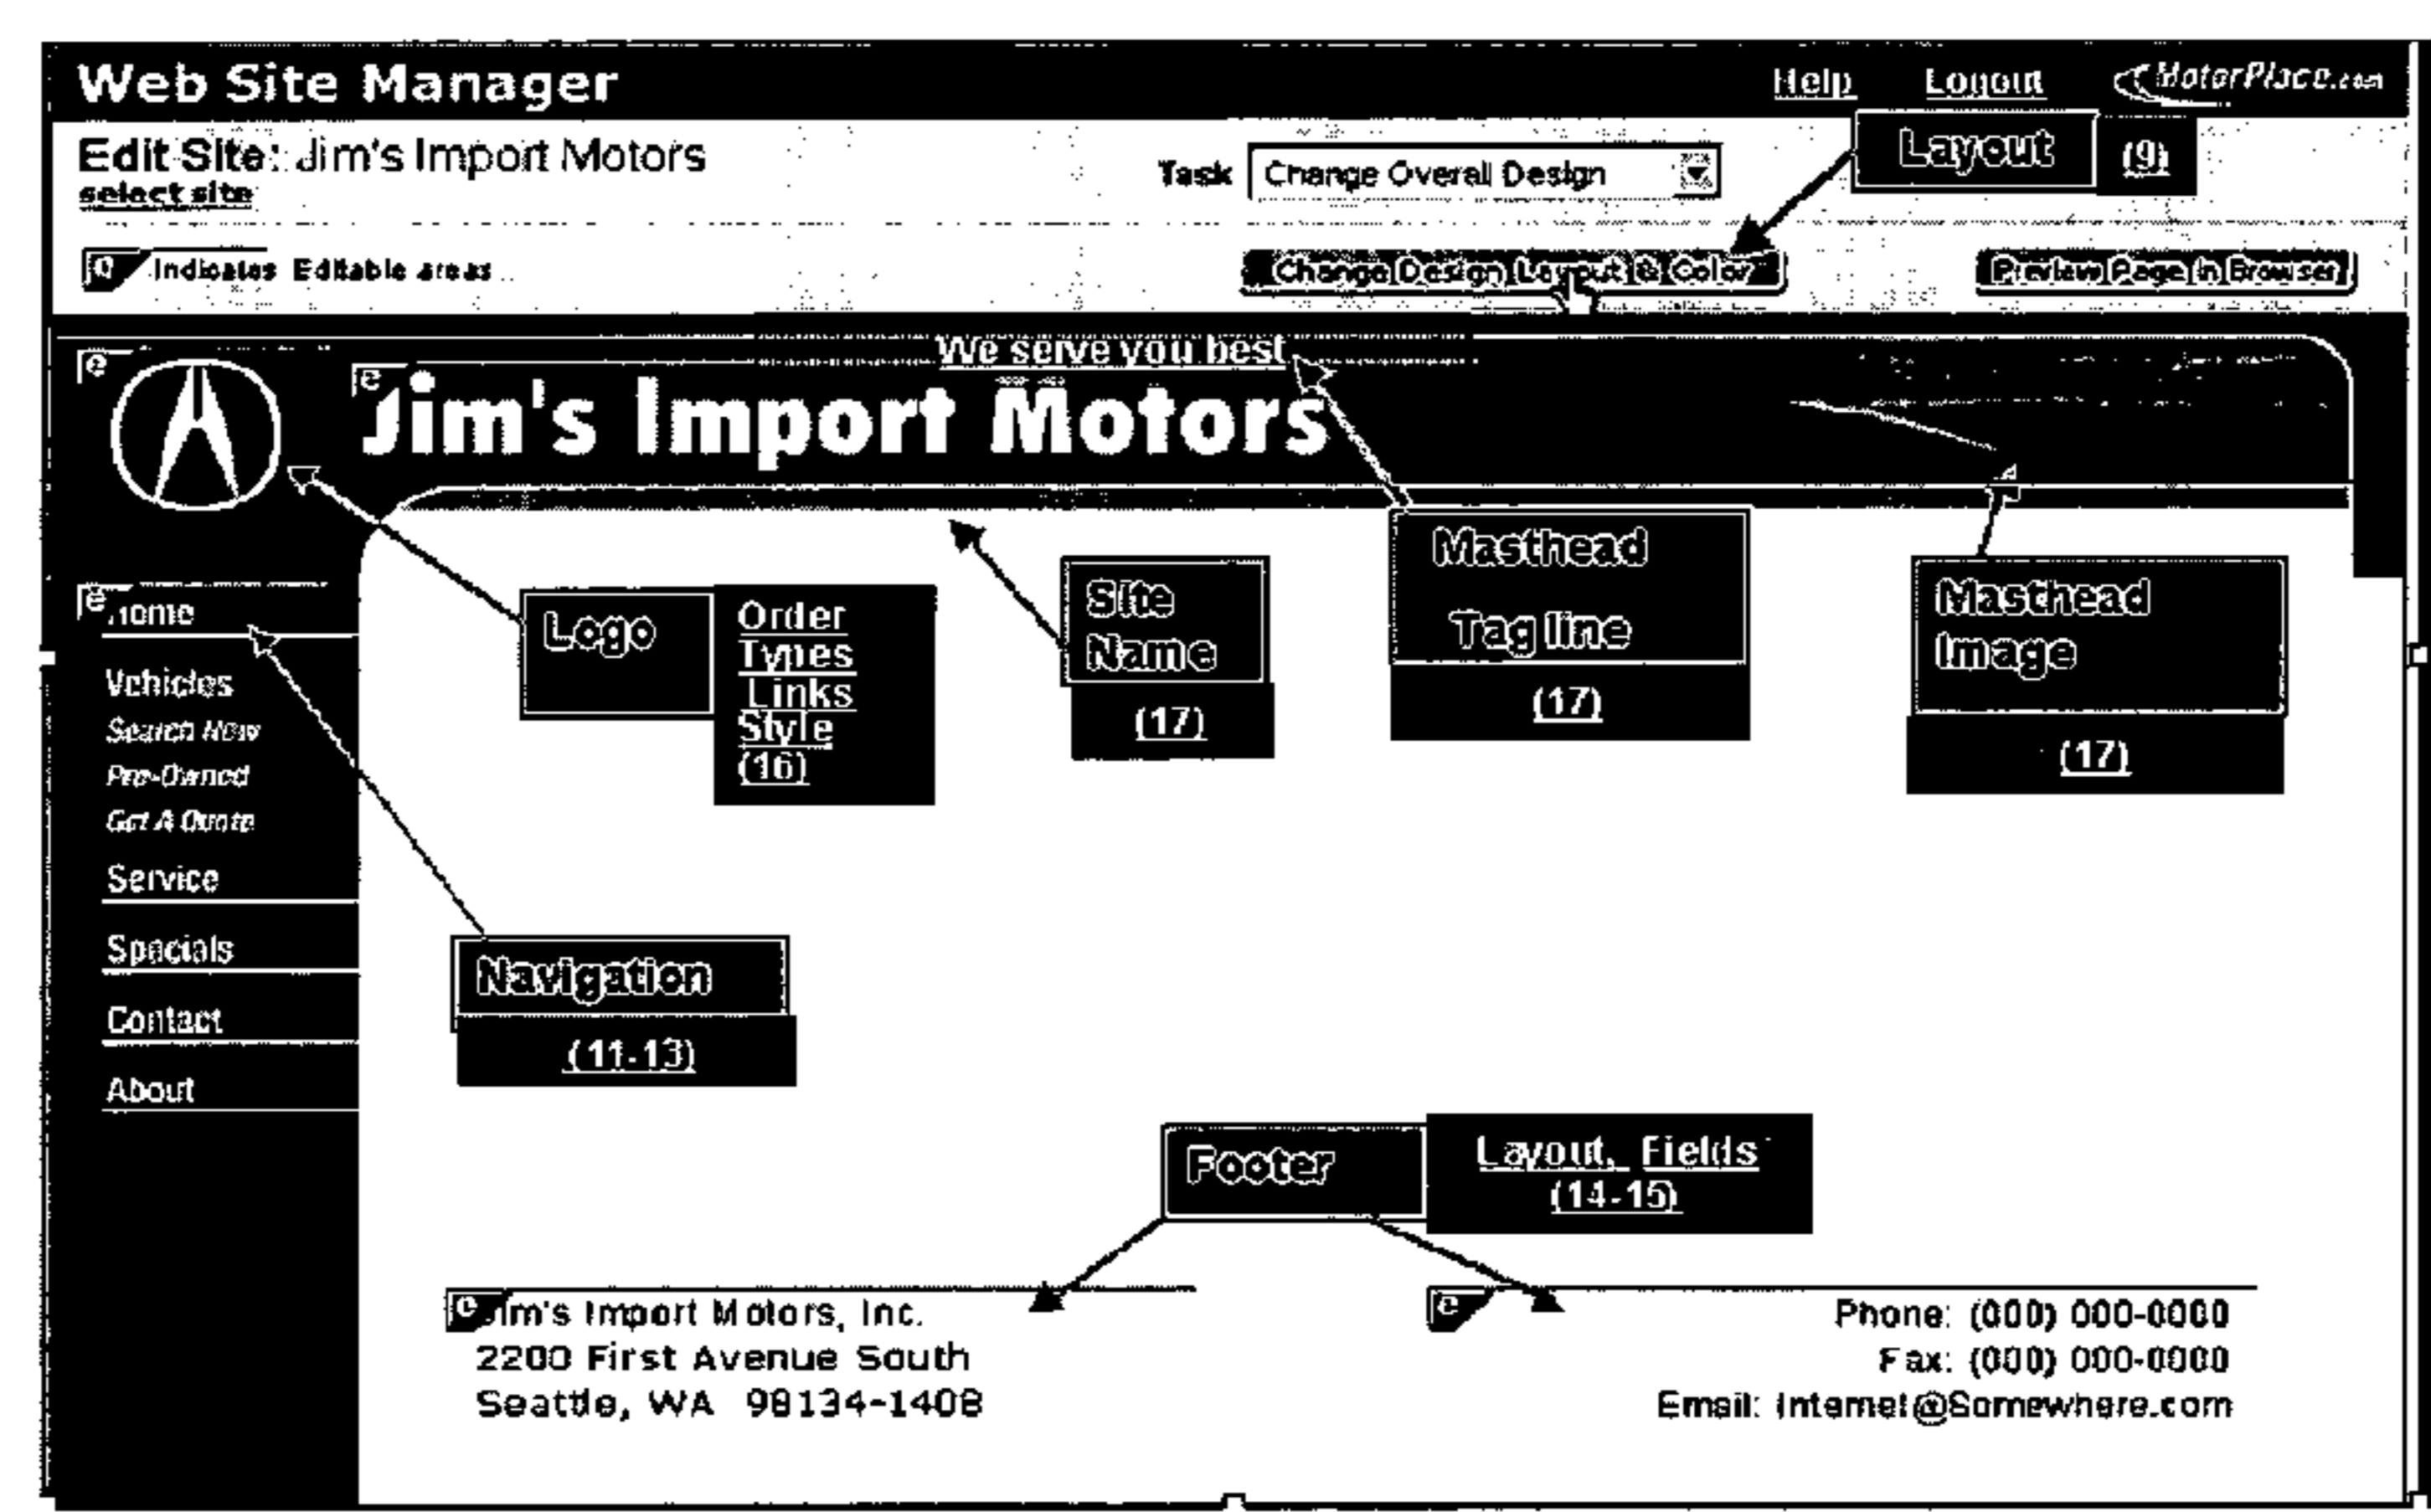 Web Site Manager
Help Logout MotorPlace.com
Edit Site: Jim's Import Motors
select site
Task Change Overall Design
Layout (9)
e Indicates Editable areas
Change Design Layout & Color
Preview Page in Browser
We serve you best
e
e Jim's Import Motors
Logo
Order
Types
Links
Style
(16)
Site
Name
(17)
Masthead
Tag line
(17)
Masthead
Image
(17)
e Home
Vehicles
Search New
Pre-Owned
Get A Quote
Service
Specials
Contact
About
Navigation
(11-13)
Footer
Layout, Fields
(14-15)
e Jim's Import Motors, Inc.
2200 First Avenue South
Seattle, WA 98134-1408
e
Phone: (000) 000-0000
Fax: (000) 000-0000
Email: Internet@Somewhere.com